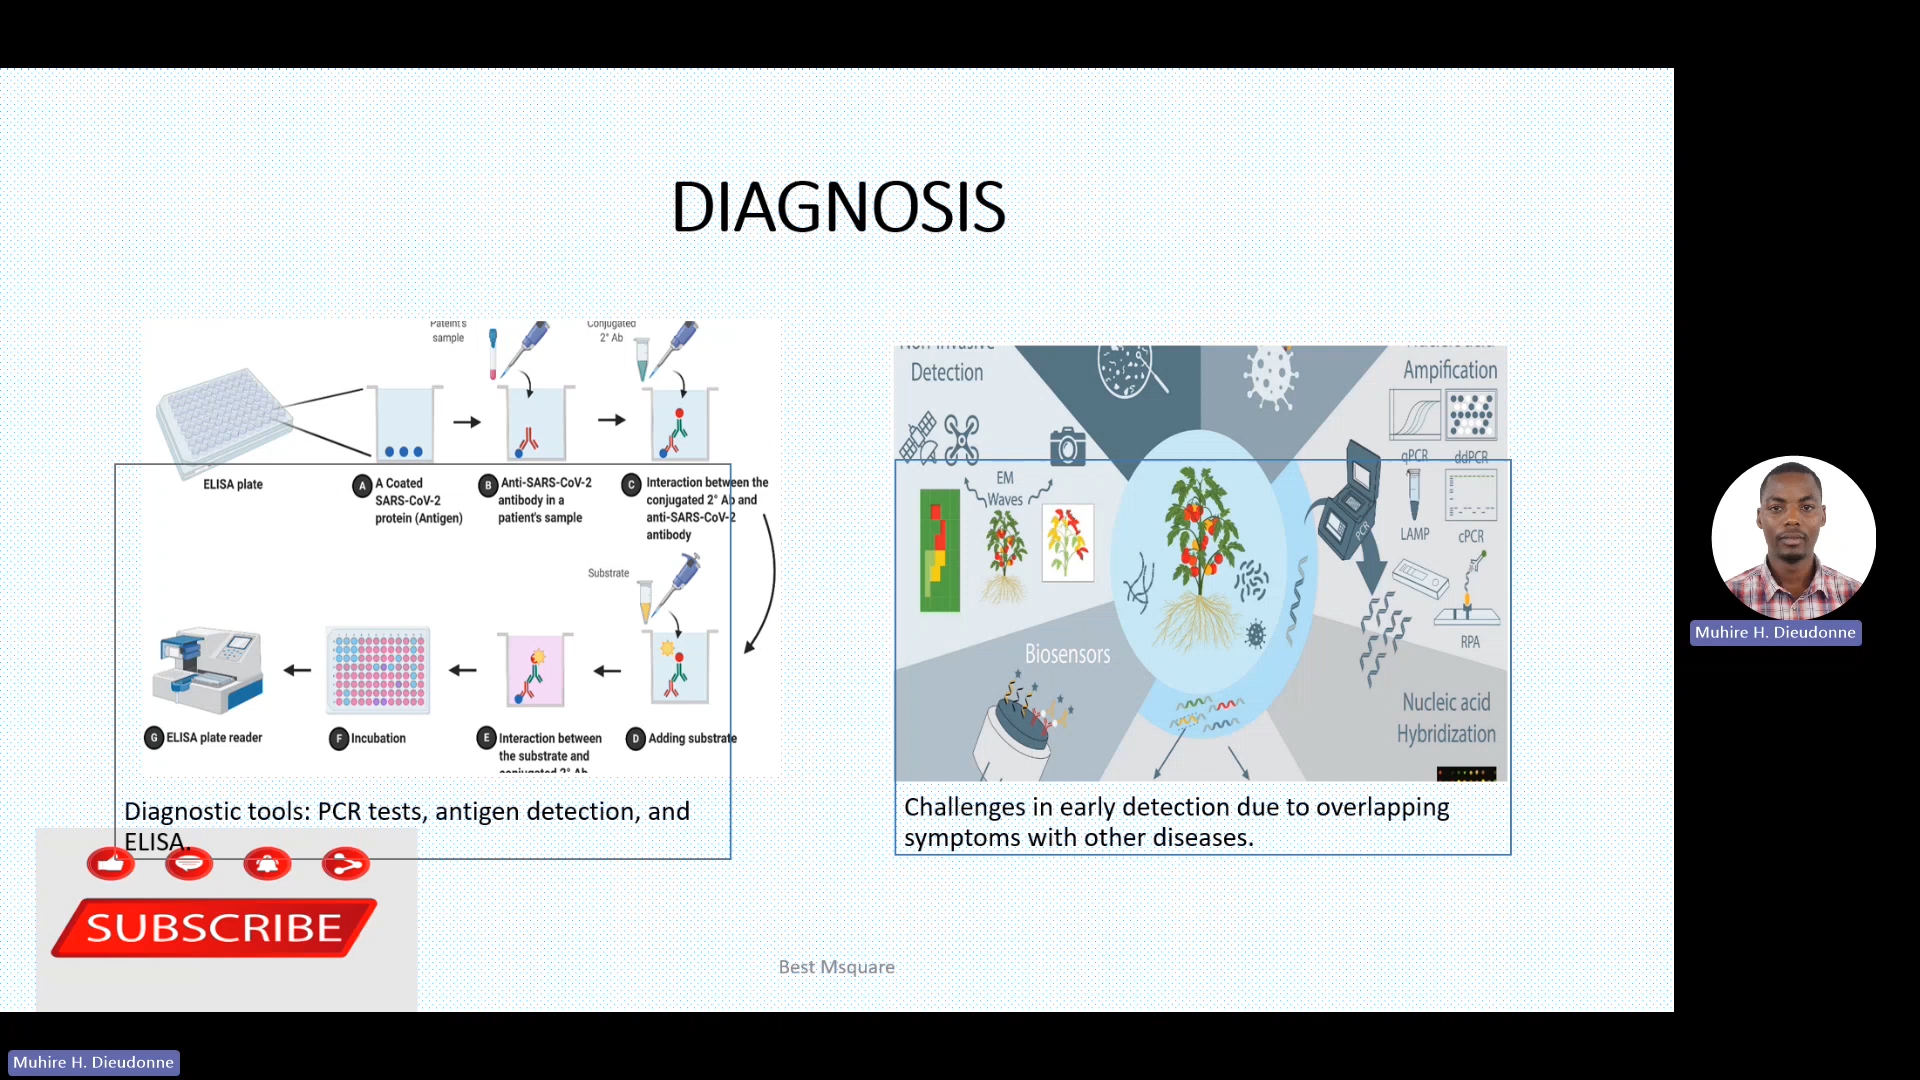 DIAGNOSIS
Pateint's
sample
Conjugated
2° Ab
ELISA plate
A
A Coated
SARS-CoV-2
protein (Antigen)
B
Anti-SARS-CoV-2
antibody in a
patient's sample
C
Interaction between the
conjugated 2° Ab and
anti-SARS-CoV-2
antibody
Substrate
G
ELISA plate reader
F
Incubation
E
Interaction between
the substrate and
conjugated 2° Ab
D
Adding substrate
Diagnostic tools: PCR tests, antigen detection, and
ELISA.
Non-invasive
Detection
EM
Waves
Biosensors
Nucleic acid
Ampification
qPCR
ddPCR
PCR
LAMP
cPCR
RPA
Nucleic acid
Hybridization
Challenges in early detection due to overlapping
symptoms with other diseases.
SUBSCRIBE
Best Msquare
Muhire H. Dieudonne
Muhire H. Dieudonne